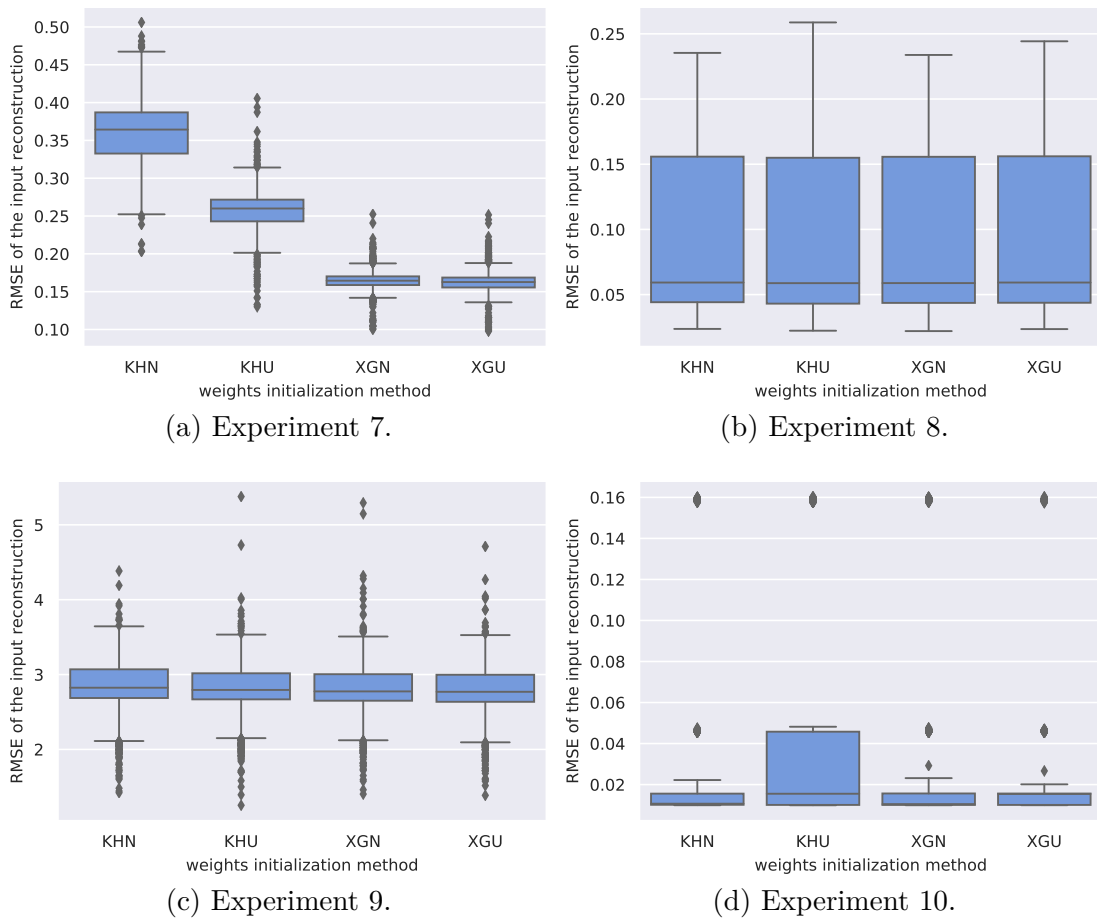 RMSE of the input reconstruction
0.50
0.45
0.40
0.35
0.30
0.25
0.20
0.15
0.10
KHN KHU XGN XGU
weights initialization method
(a) Experiment 7.
RMSE of the input reconstruction
0.25
0.20
0.15
0.10
0.05
KHN KHU XGN XGU
weights initialization method
(b) Experiment 8.
RMSE of the input reconstruction
5
4
3
2
KHN KHU XGN XGU
weights initialization method
(c) Experiment 9.
RMSE of the input reconstruction
0.16
0.14
0.12
0.10
0.08
0.06
0.04
0.02
KHN KHU XGN XGU
weights initialization method
(d) Experiment 10.